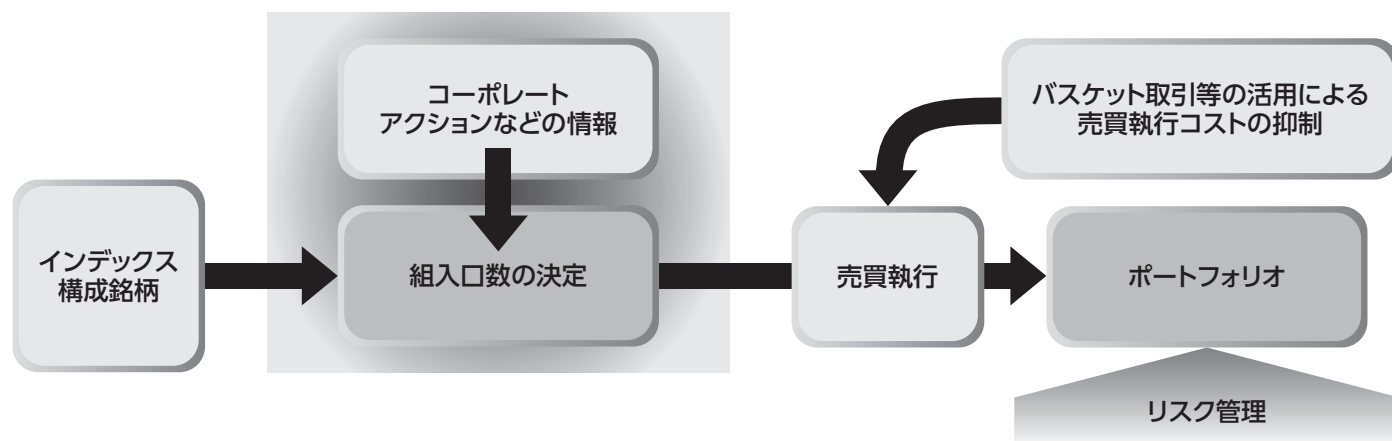 コーポレート
アクションなどの情報
バスケット取引等の活用による
売買執行コストの抑制
インデックス
構成銘柄
組入口数の決定
売買執行
ポートフォリオ
リスク管理